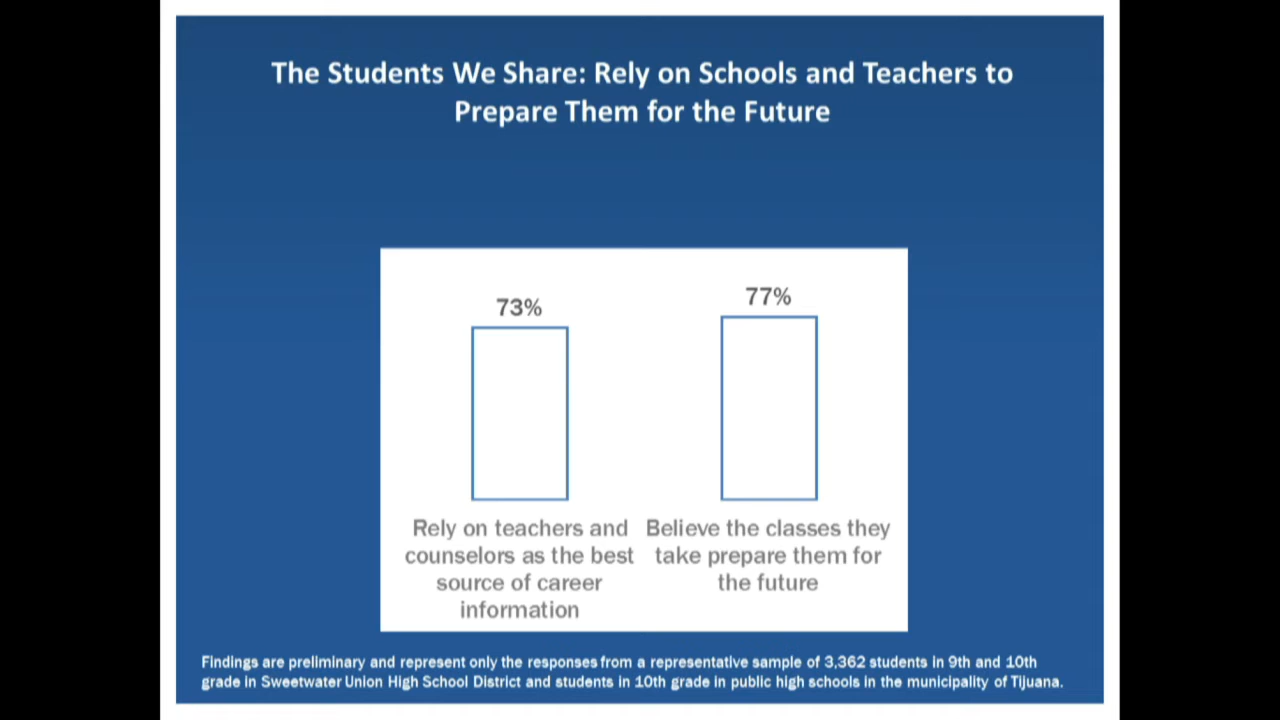 The Students We Share: Rely on Schools and Teachers to
Prepare Them for the Future
73%
77%
Rely on teachers and
counselors as the best
source of career
information
Believe the classes they
take prepare them for
the future
Findings are preliminary and represent only the responses from a representative sample of 3,362 students in 9th and 10th
grade in Sweetwater Union High School District and students in 10th grade in public high schools in the municipality of Tijuana.